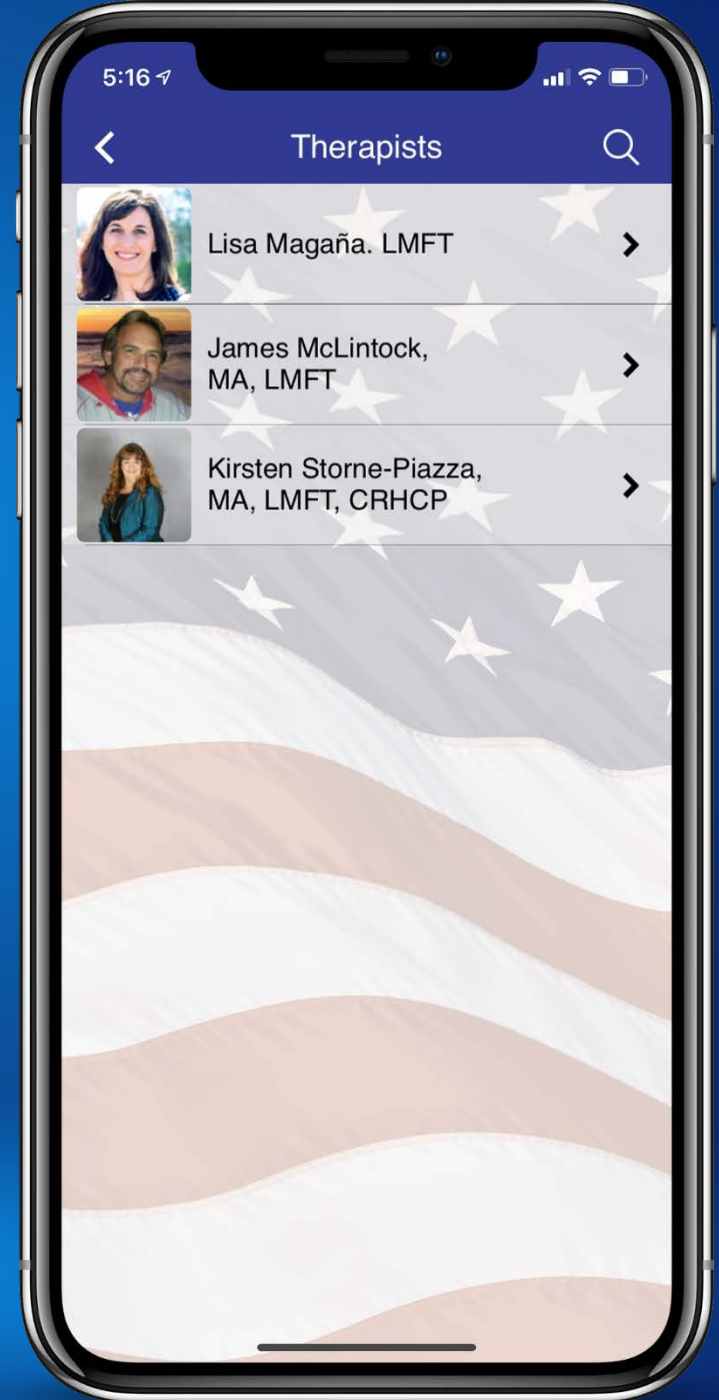 5:16
Therapists
Lisa Magaña. LMFT
James McLintock,
MA, LMFT
Kirsten Storne-Piazza,
MA, LMFT, CRHCP